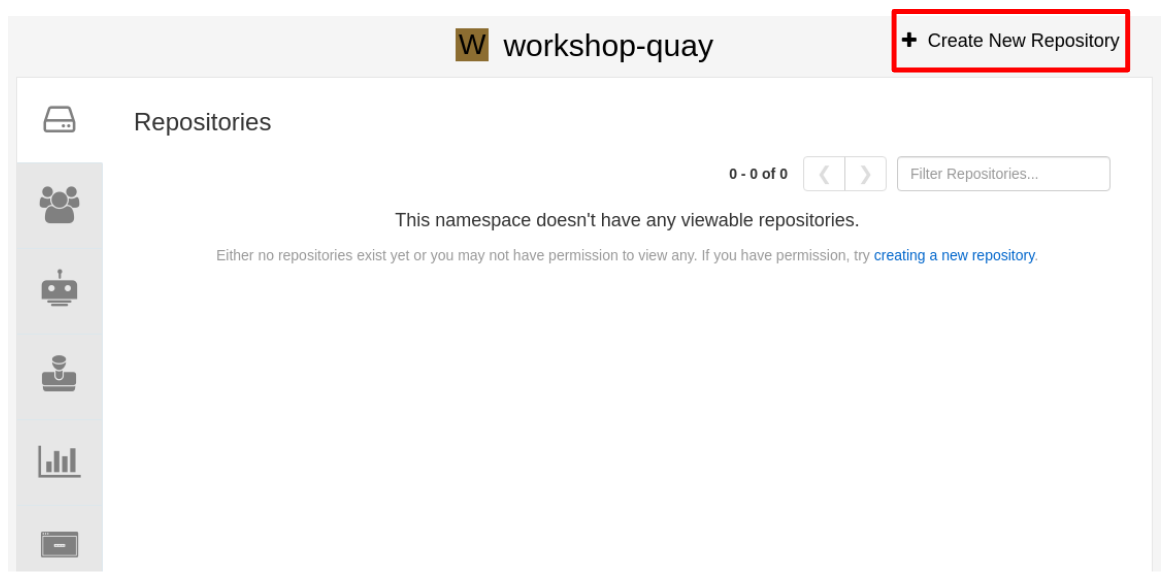 W workshop-quay
+ Create New Repository
Repositories
0 - 0 of 0
Filter Repositories...
This namespace doesn't have any viewable repositories.
Either no repositories exist yet or you may not have permission to view any. If you have permission, try creating a new repository.